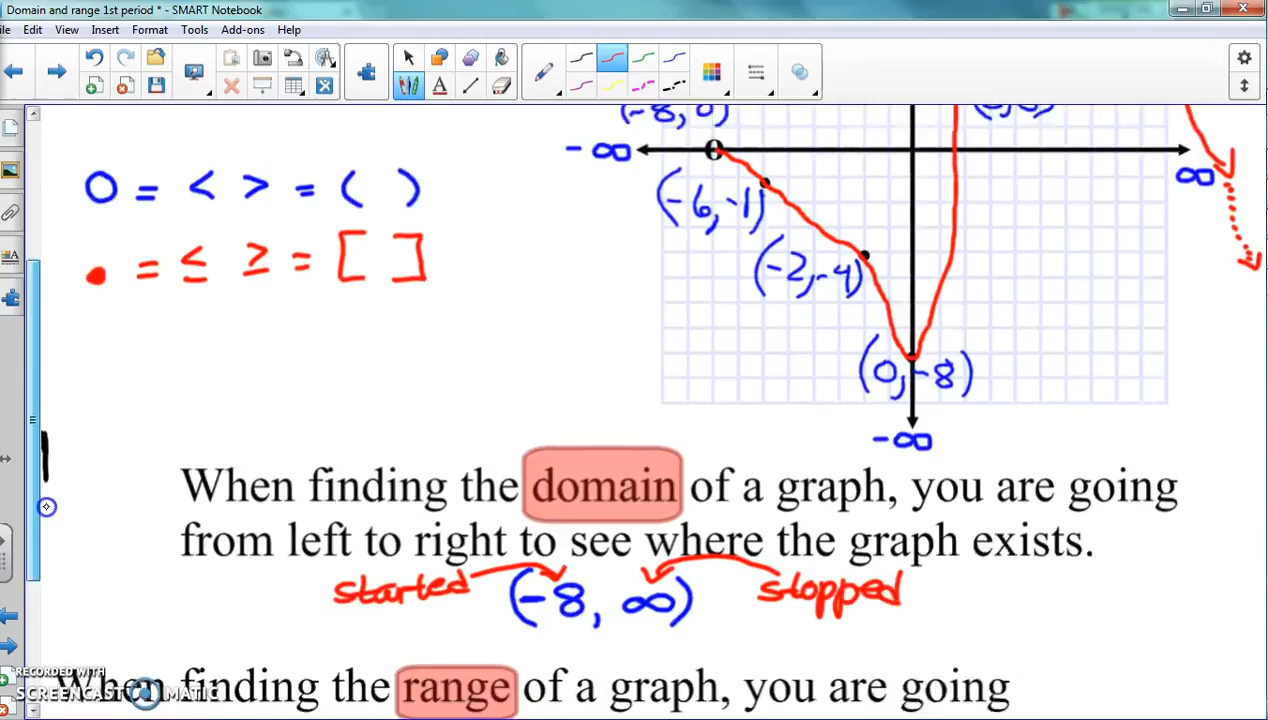 Domain and range 1st period * - SMART Notebook
Edit View Insert Format Tools Add-ons Help
- ∞
∞
0 = < > = ( )
(-6, -1)
• = ≤ ≥ = [ ]
(-2, -4)
(0, -8)
-∞
When finding the domain of a graph, you are going
from left to right to see where the graph exists.
started (-8, ∞) stopped
When finding the range of a graph, you are going
RECORDED WITH
SCREENCAST MATIC